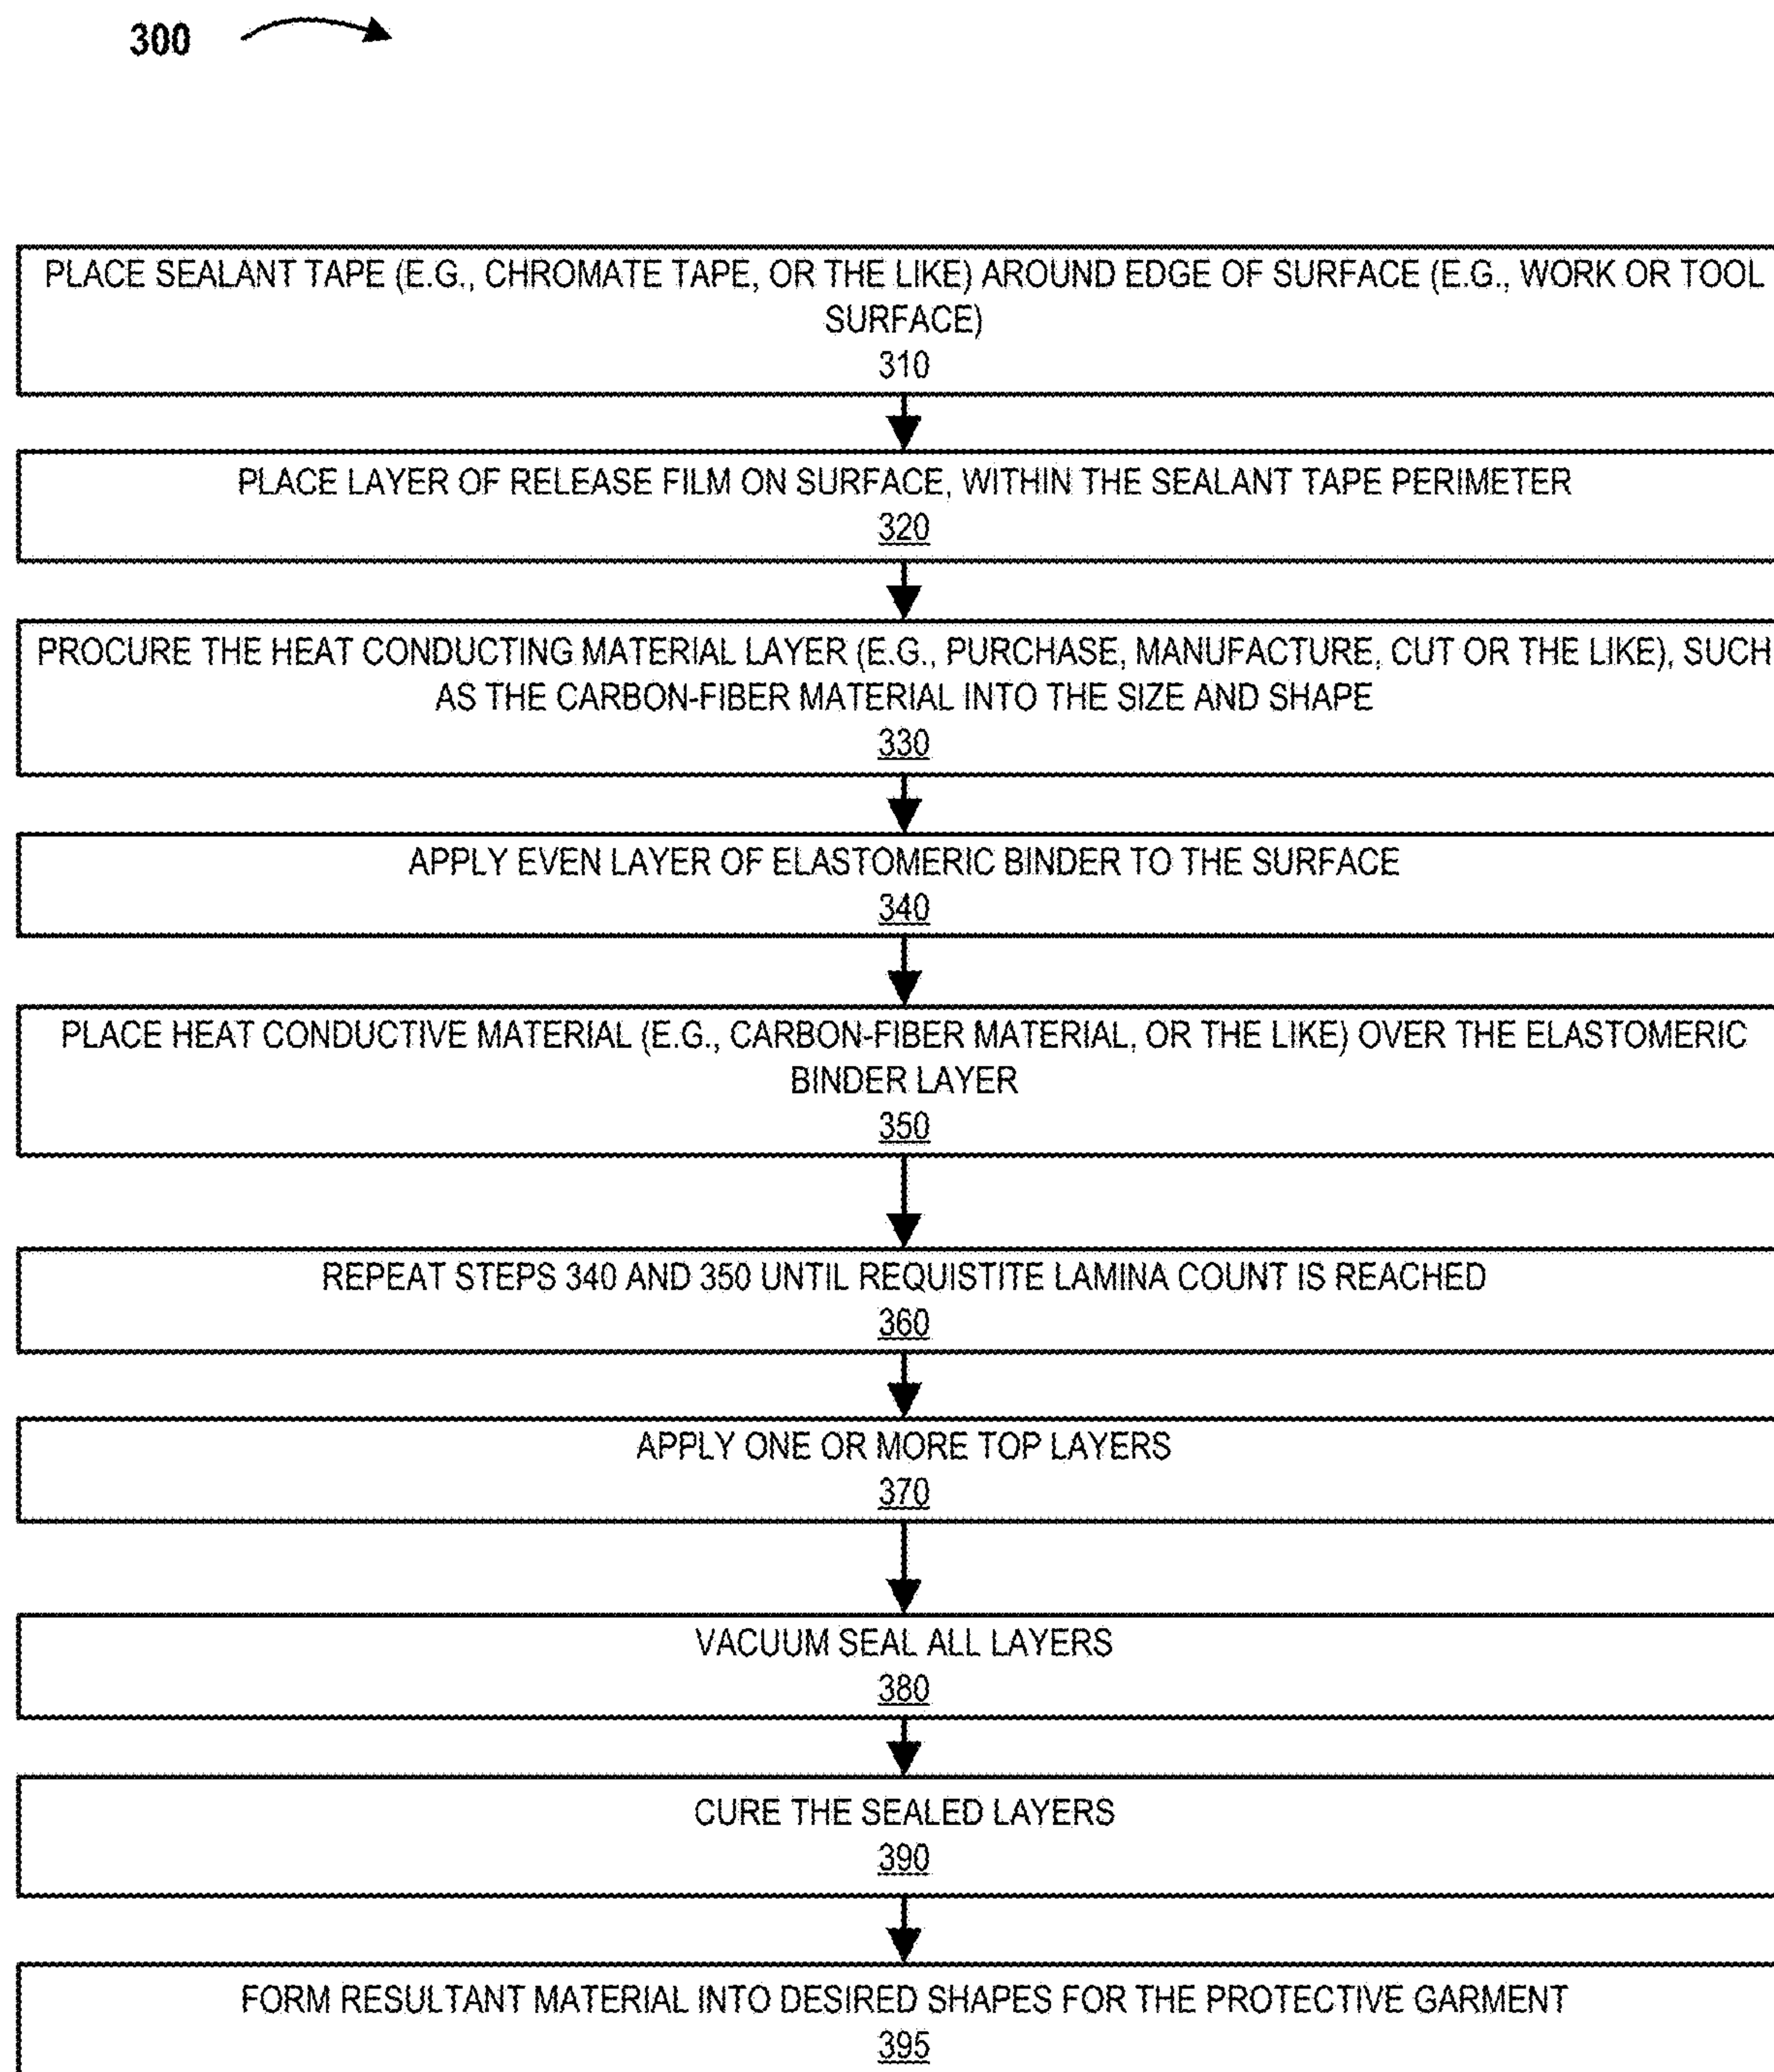 300
PLACE SEALANT TAPE (E.G., CHROMATE TAPE, OR THE LIKE) AROUND EDGE OF SURFACE (E.G., WORK OR TOOL
SURFACE)
310
PLACE LAYER OF RELEASE FILM ON SURFACE, WITHIN THE SEALANT TAPE PERIMETER
320
PROCURE THE HEAT CONDUCTING MATERIAL LAYER (E.G., PURCHASE, MANUFACTURE, CUT OR THE LIKE), SUCH
AS THE CARBON-FIBER MATERIAL INTO THE SIZE AND SHAPE
330
APPLY EVEN LAYER OF ELASTOMERIC BINDER TO THE SURFACE
340
PLACE HEAT CONDUCTIVE MATERIAL (E.G., CARBON-FIBER MATERIAL, OR THE LIKE) OVER THE ELASTOMERIC
BINDER LAYER
350
REPEAT STEPS 340 AND 350 UNTIL REQUISTITE LAMINA COUNT IS REACHED
360
APPLY ONE OR MORE TOP LAYERS
370
VACUUM SEAL ALL LAYERS
380
CURE THE SEALED LAYERS
390
FORM RESULTANT MATERIAL INTO DESIRED SHAPES FOR THE PROTECTIVE GARMENT
395